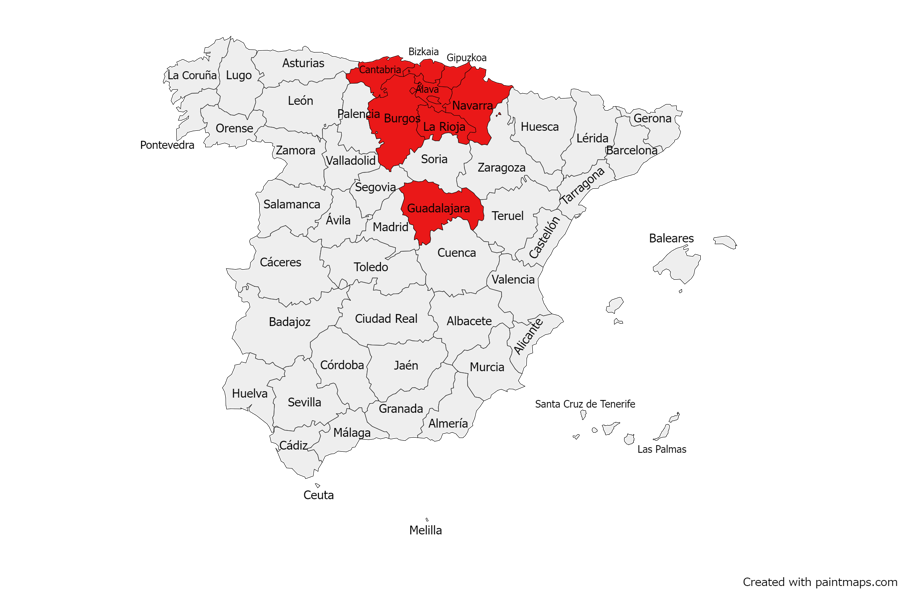 Bizkaia
Gipuzkoa
Asturias
Cantabria
La Coruña
Lugo
Álava
León
Navarra
Palencia
Burgos
La Rioja
Huesca
Gerona
Orense
Lérida
Pontevedra
Zamora
Barcelona
Valladolid
Soria
Zaragoza
Segovia
Tarragona
Salamanca
Guadalajara
Ávila
Teruel
Madrid
Castellón
Baleares
Cuenca
Cáceres
Toledo
Valencia
Badajoz
Ciudad Real
Albacete
Alicante
Córdoba
Jaén
Murcia
Huelva
Sevilla
Granada
Santa Cruz de Tenerife
Almería
Málaga
Cádiz
Las Palmas
Ceuta
Melilla
Created with paintmaps.com